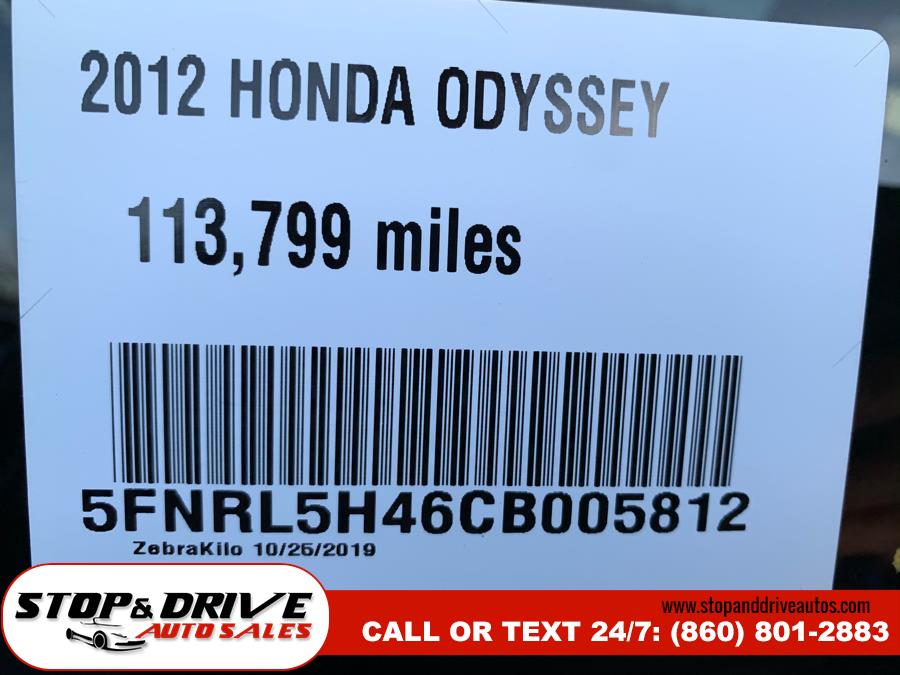 2012 HONDA ODYSSEY
113,799 miles
5FNRL5H46CB005812
ZebraKilo 10/25/2019
STOP & DRIVE
AUTO SALES
www.stopanddriveautos.com
CALL OR TEXT 24/7: (860) 801-2883